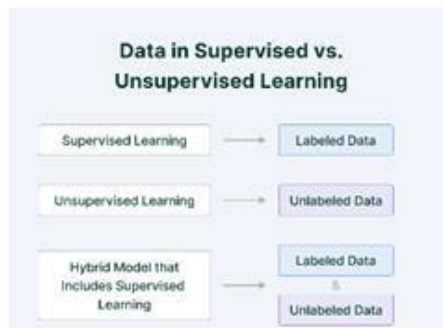 Data in Supervised vs.
Unsupervised Learning
Supervised Learning
Labeled Data
Unsupervised Learning
Unlabeled Data
Hybrid Model that
Includes Supervised
Learning
Labeled Data
&
Unlabeled Data